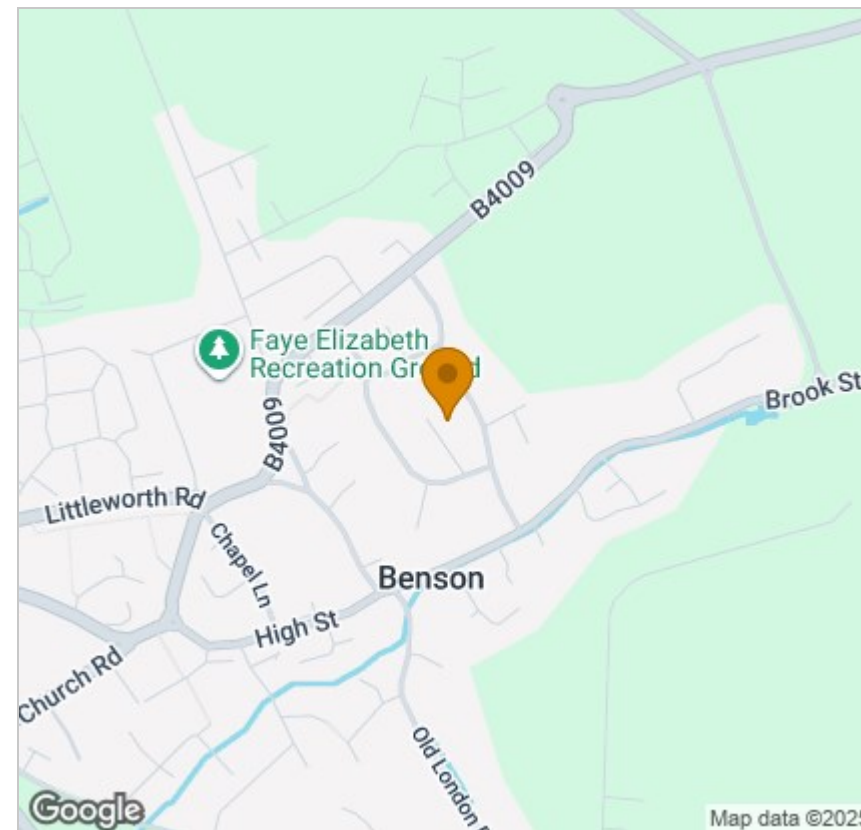 B4009
Faye Elizabeth
Recreation Gr d
B4009
Brook St
Littleworth Rd
Chapel Ln
Benson
High St
Church Rd
Old London
Google
Map data ©202